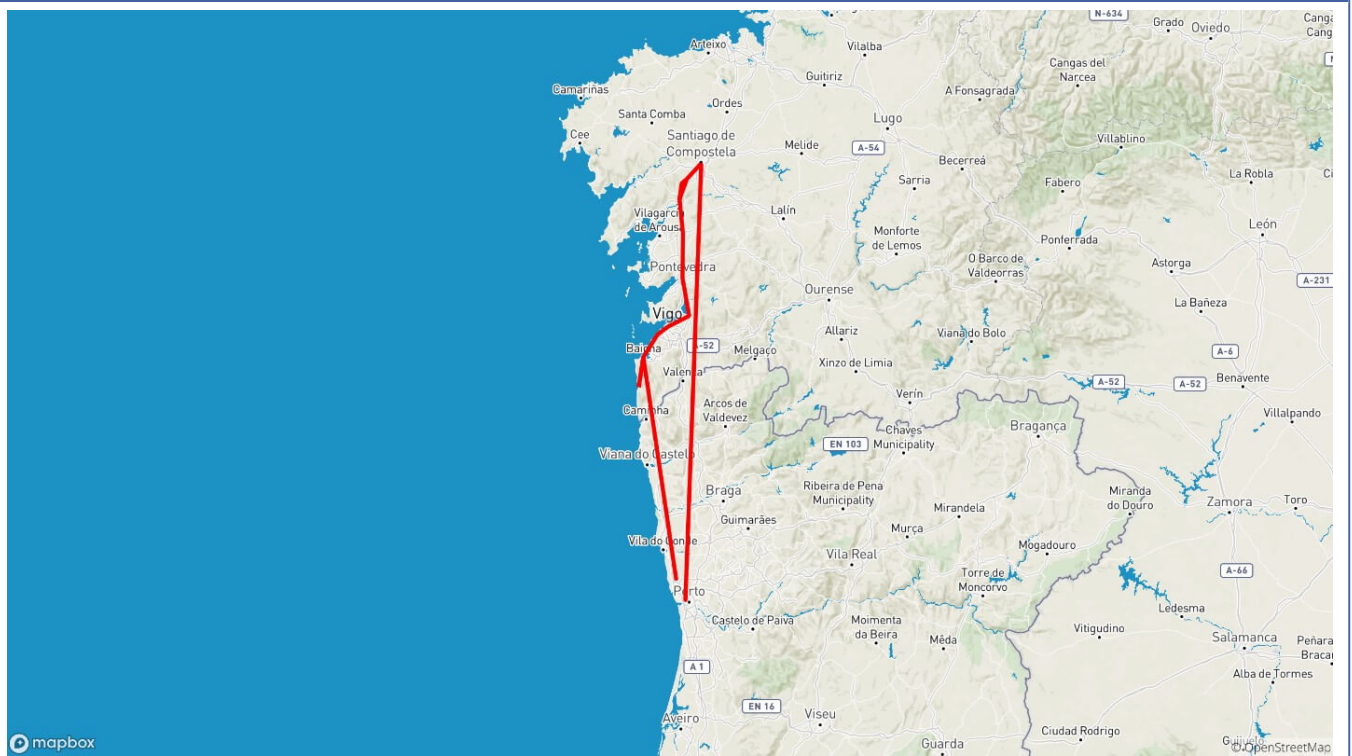 N-634
Grado
Oviedo
Cang
Cang
Arteixo
Vilalba
Guitiriz
Cangas del
Narcea
Camariñas
A Fonsagrada
Santa Comba
Ordes
Lugo
Cee
Santiago de
Compostela
Melide
A-54
Becerreá
Villablino
Sarria
Fabero
La Robla
Ci
Vilagarcía
de Arousa
Lalín
Monforte
de Lemos
León
Ponferrada
O Barco de
Valdeorras
Pontevedra
Astorga
A-231
Ourense
La Bañeza
Vigo
Allariz
Viana do Bolo
Baiona
A-52
Melgaço
Xinzo de Limia
A-6
Valença
A-52
A-52
Benavente
Verín
Caminha
Arcos de
Valdevez
Villalpando
Chaves
Municipality
EN 103
Bragança
Viana do Castelo
Braga
Ribeira de Pena
Municipality
Miranda
do Douro
Zamora
Toro
Mirandela
Guimarães
Murça
Vila do Conde
Vila Real
Mogadouro
Torre de
Moncorvo
A-66
Porto
Ledesma
Castelo de Paiva
Moimenta
da Beira
Mêda
Vitigudino
Salamanca
Peñara
Braca
A 1
Alba de Tormes
EN 16
Aveiro
Viseu
Ciudad Rodrigo
Guarda
Guijuelo
mapbox
© OpenStreetMap